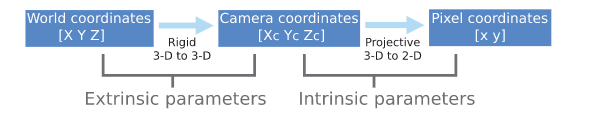 World coordinates
[X Y Z]
Rigid
3-D to 3-D
Camera coordinates
[Xc Yc Zc]
Projective
3-D to 2-D
Pixel coordinates
[x y]
Extrinsic parameters
Intrinsic parameters